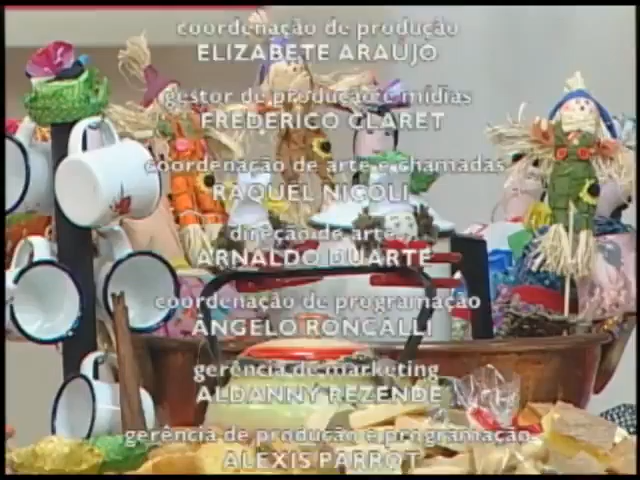 coordenação de produção
ELIZABETE ARAUJO
gestor de produção e mídias
FREDERICO CLARET
coordenação de arte e chamadas
RAQUEL NICOLI
direção de arte
ARNALDO DUARTE
coordenação de programação
ANGELO RONCALLI
gerência de marketing
ALDANNY REZENDE
gerência de produção e programação
ALEXIS PARROT